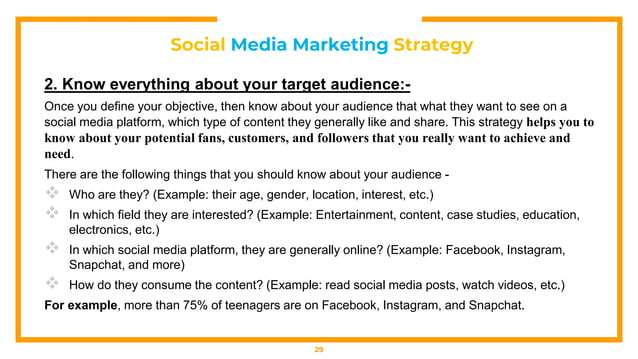 Social Media Marketing Strategy
2. Know everything about your target audience:-
Once you define your objective, then know about your audience that what they want to see on a
social media platform, which type of content they generally like and share. This strategy helps you to
know about your potential fans, customers, and followers that you really want to achieve and
need.
There are the following things that you should know about your audience -
❖ Who are they? (Example: their age, gender, location, interest, etc.)
❖ In which field they are interested? (Example: Entertainment, content, case studies, education,
electronics, etc.)
❖ In which social media platform, they are generally online? (Example: Facebook, Instagram,
Snapchat, and more)
❖ How do they consume the content? (Example: read social media posts, watch videos, etc.)
For example, more than 75% of teenagers are on Facebook, Instagram, and Snapchat.
29